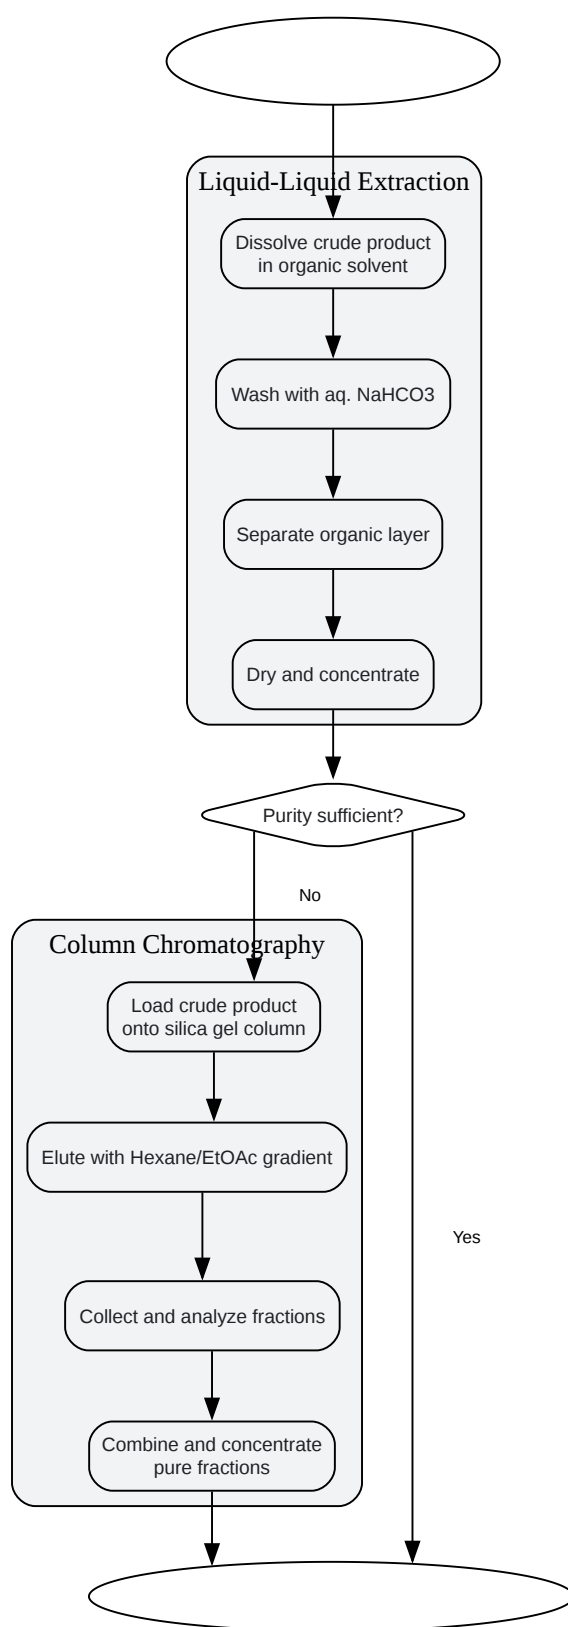 Liquid-Liquid Extraction
Dissolve crude product
in organic solvent
Wash with aq. NaHCO3
Separate organic layer
Dry and concentrate
Purity sufficient?
No
Column Chromatography
Load crude product
onto silica gel column
Elute with Hexane/EtOAc gradient
Yes
Collect and analyze fractions
Combine and concentrate
pure fractions